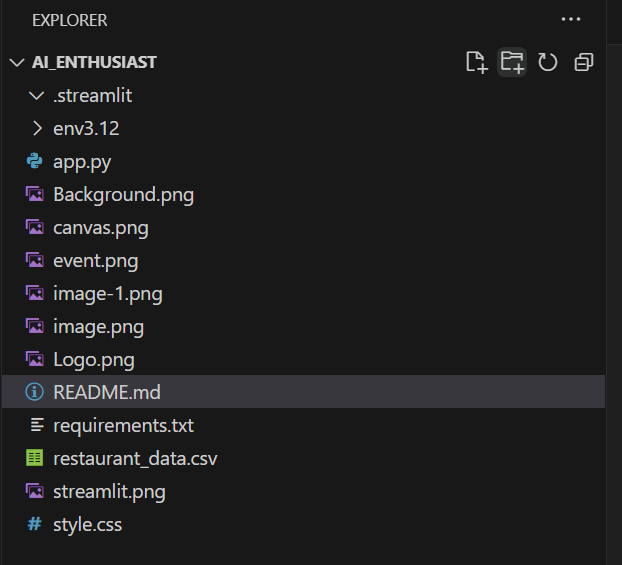 EXPLORER
AI_ENTHUSIAST
.streamlit
env3.12
app.py
Background.png
canvas.png
event.png
image-1.png
image.png
Logo.png
README.md
requirements.txt
restaurant_data.csv
streamlit.png
style.css